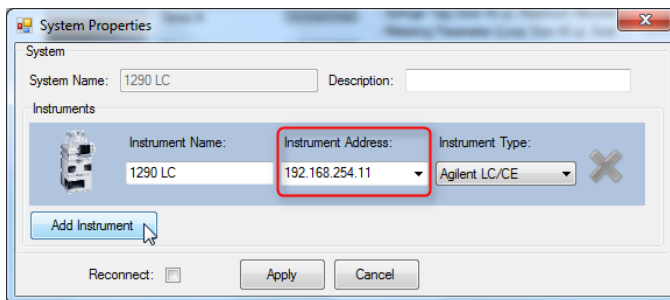 System Properties
System
System Name: 1290 LC Description:
Instruments
Instrument Name: Instrument Address: Instrument Type:
1290 LC 192.168.254.11 Agilent LC/CE
Add Instrument
Reconnect: Apply Cancel